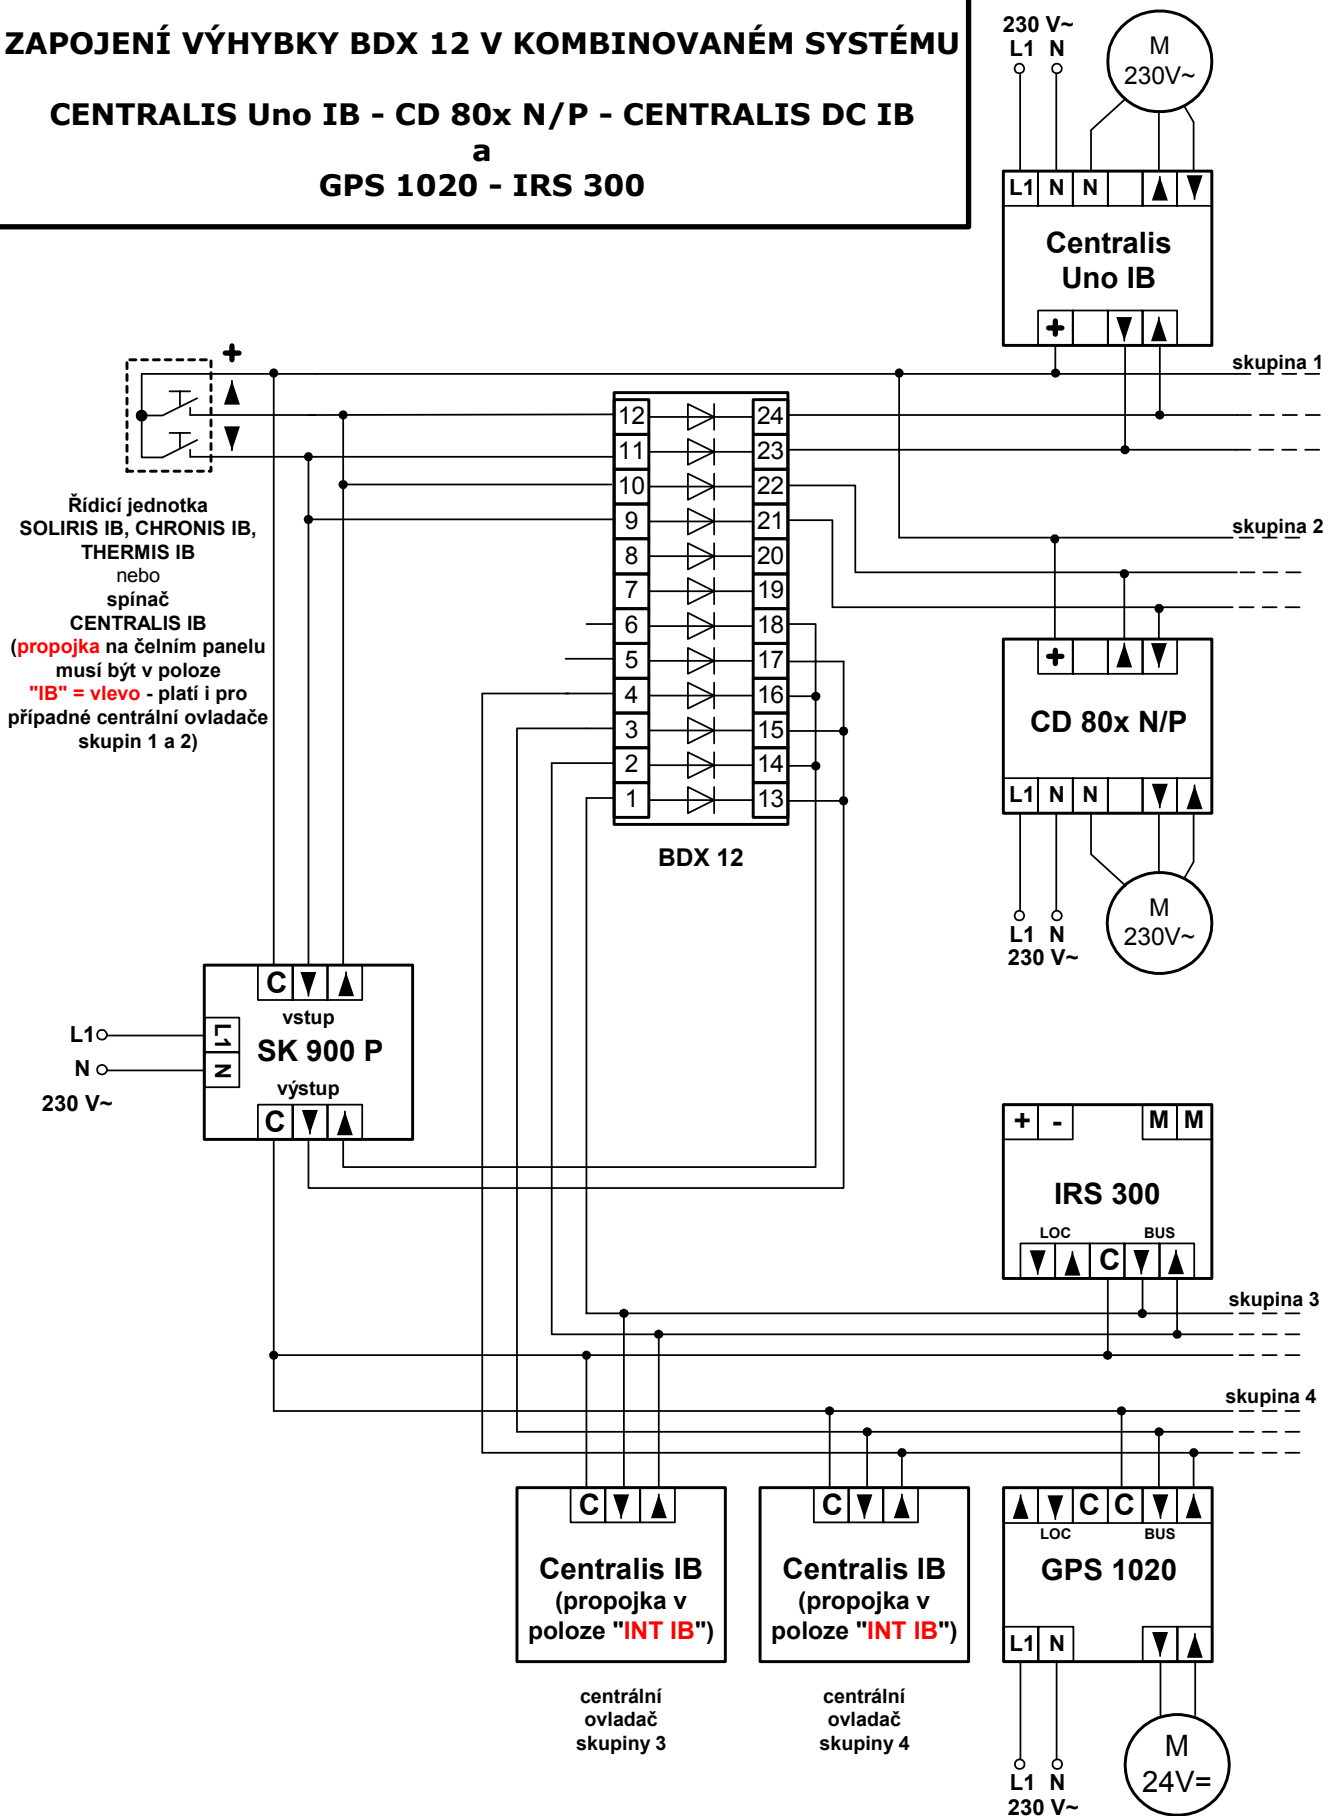 ZAPOJENÍ VÝHYBKY BDX 12 V KOMBINOVANÉM SYSTÉMU
CENTRALIS Uno IB - CD 80x N/P - CENTRALIS DC IB
a
GPS 1020 - IRS 300
230 V~
L1 N
M
230V~
L1 N N
Centralis
Uno IB
+
skupina 1
+
12 24
11 23
10 22
9 21
8 20
7 19
6 18
5 17
4 16
3 15
2 14
1 13
BDX 12
Řídicí jednotka
SOLIRIS IB, CHRONIS IB,
THERMIS IB
nebo
spínač
CENTRALIS IB
(propojka na čelním panelu
musí být v poloze
"IB" = vlevo - platí i pro
případné centrální ovladače
skupin 1 a 2)
skupina 2
+
CD 80x N/P
L1 N N
L1 N
230 V~
M
230V~
C
vstup
L1
N
230 V~
L1
N
SK 900 P
výstup
C
+ - M M
IRS 300
LOC BUS
C
skupina 3
skupina 4
C
Centralis IB
(propojka v
poloze "INT IB")
centrální
ovladač
skupiny 3
C
Centralis IB
(propojka v
poloze "INT IB")
centrální
ovladač
skupiny 4
C C
LOC BUS
GPS 1020
L1 N
L1 N
230 V~
M
24V=